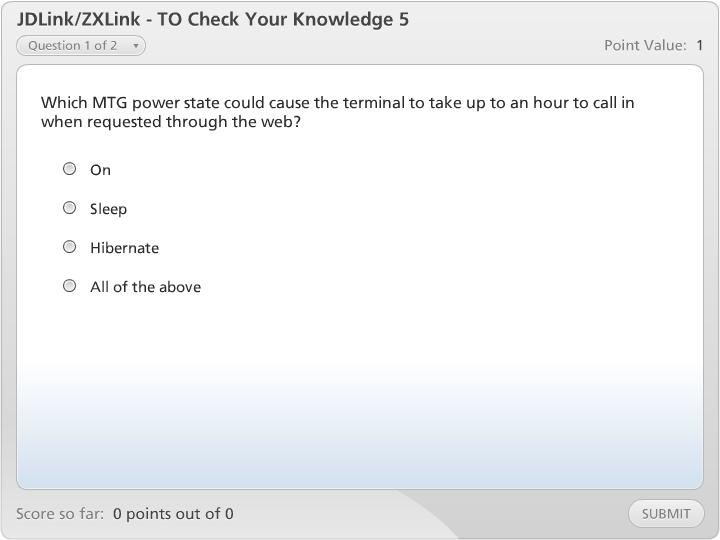 JDLink/ZXLink - TO Check Your Knowledge 5
Question 1 of 2
Point Value: 1
Which MTG power state could cause the terminal to take up to an hour to call in
when requested through the web?
On
Sleep
Hibernate
All of the above
Score so far: 0 points out of 0
SUBMIT